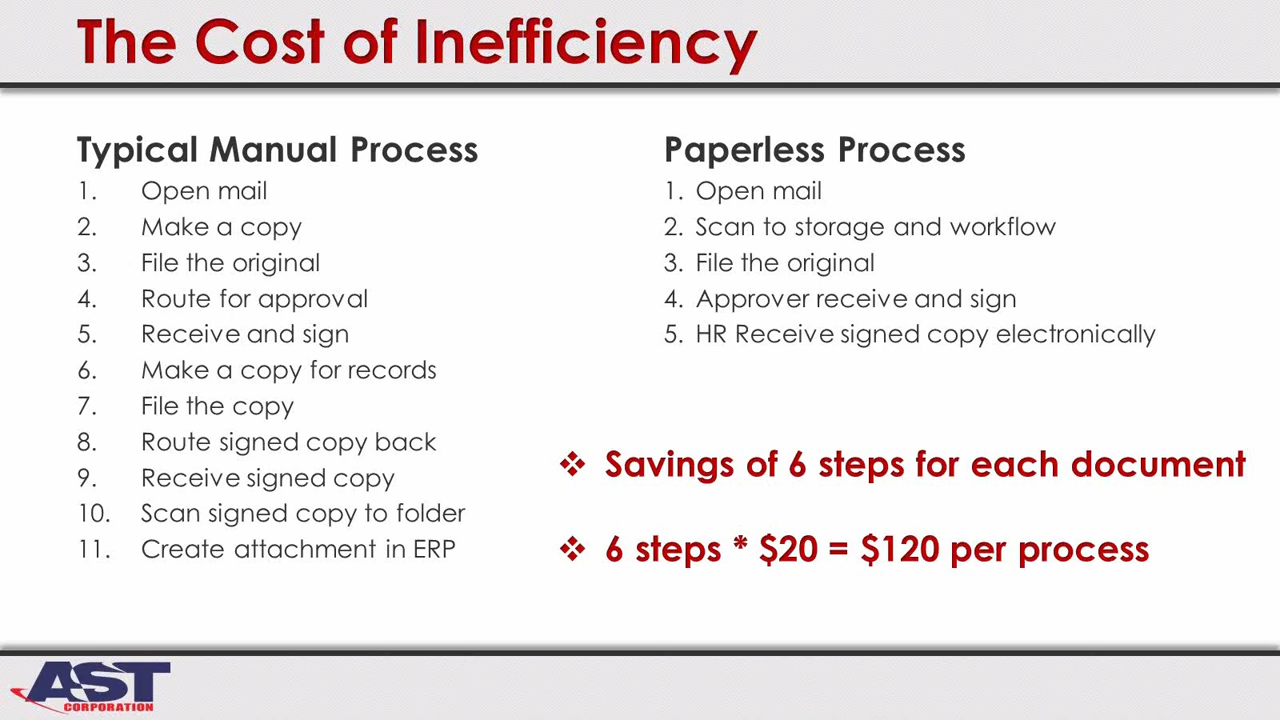 The Cost of Inefficiency
Typical Manual Process
1. Open mail
2. Make a copy
3. File the original
4. Route for approval
5. Receive and sign
6. Make a copy for records
7. File the copy
8. Route signed copy back
9. Receive signed copy
10. Scan signed copy to folder
11. Create attachment in ERP
Paperless Process
1. Open mail
2. Scan to storage and workflow
3. File the original
4. Approver receive and sign
5. HR Receive signed copy electronically
❖ Savings of 6 steps for each document
❖ 6 steps * $20 = $120 per process
AST
CORPORATION